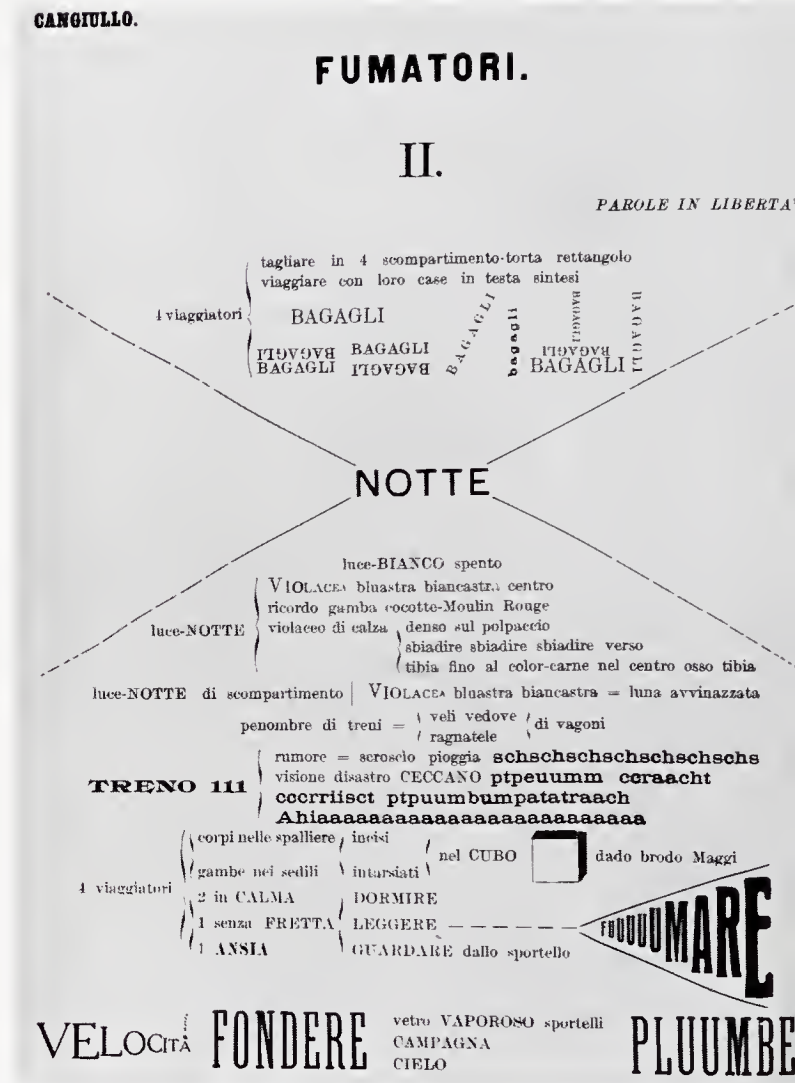 CANGIULLO.
FUMATORI.
II.
PAROLE IN LIBERTA'
tagliare in 4 scompartimento-torta rettangolo
viaggiare con loro case in testa sintesi
4 viaggiatori
BAGAGLI
BAGAGLI BAGAGLI BAGAGLI bagagli BAGAGLI BAGAGLI BAGAGLI
BAGAGLI BAGAGLI BAGAGLI
NOTTE
luce-BIANCO spento
VIOLACEA bluastra biancastra centro
ricordo gamba cocotte-Moulin Rouge
luce-NOTTE violaceo di calza denso sul polpaccio
sbiadire sbiadire sbiadire verso
tibia fino al color-carne nel centro osso tibia
luce-NOTTE di scompartimento VIOLACEA bluastra biancastra = luna avvinazzata
penombre di treni = veli vedove di vagoni
ragnatele
rumore = scroscio pioggia schschschschschschschs
TRENO 111 visione disastro CECCANO ptpeuumm ccraacht
cccrriisct ptpuumbumpatatraach
Ahiaaaaaaaaaaaaaaaaaaaaaaaaa
corpi nelle spalliere incisi
nel CUBO dado brodo Maggi
gambe nei sedili intarsiati
4 viaggiatori
2 in CALMA DORMIRE
1 senza FRETTA LEGGERE FUUUUUMARE
1 ANSIA GUARDARE dallo sportello
VELOCITÀ FONDERE vetro VAPOROSO sportelli PLUUMBE
CAMPAGNA
CIELO